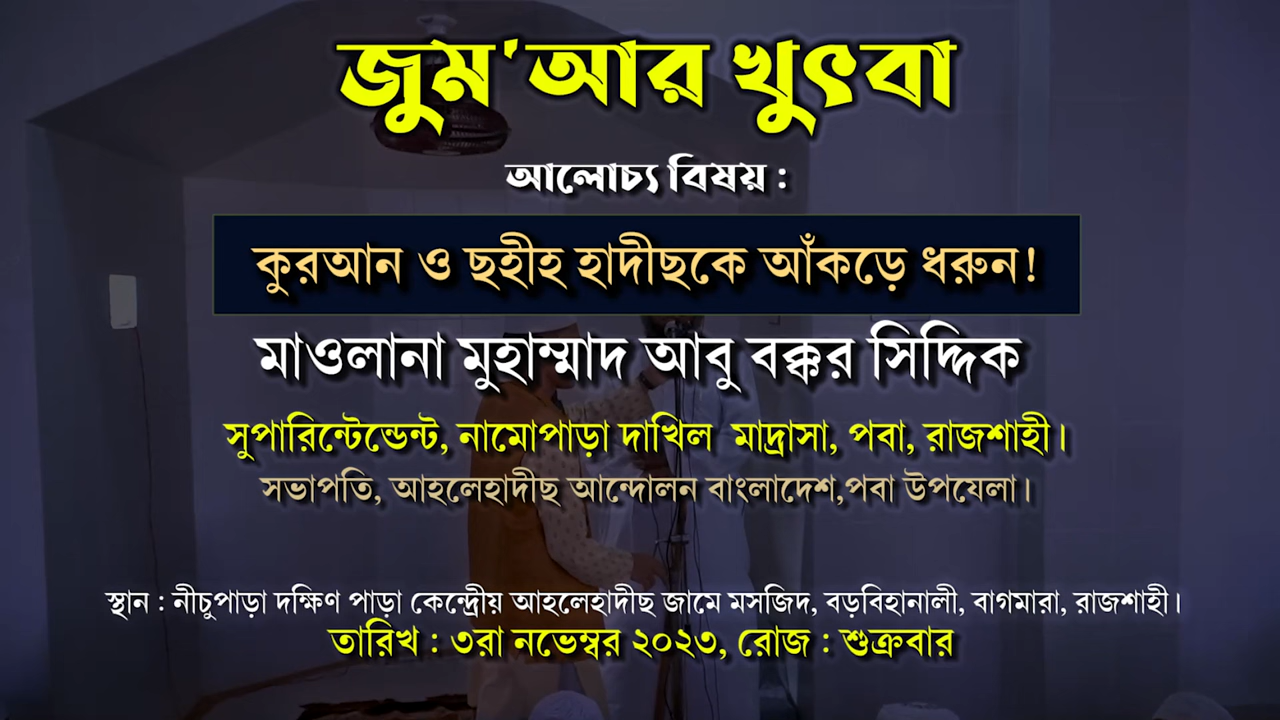 জুম'আর খুৎবা
আলোচ্য বিষয় :
কুরআন ও ছহীহ হাদীছকে আঁকড়ে ধরুন!
মাওলানা মুহাম্মাদ আবু বক্কর সিদ্দিক
সুপারিন্টেন্ডেন্ট, নামোপাড়া দাখিল মাদ্রাসা, পবা, রাজশাহী।
সভাপতি, আহলেহাদীছ আন্দোলন বাংলাদেশ,পবা উপযেলা।
স্থান : নীচুপাড়া দক্ষিণ পাড়া কেন্দ্রীয় আহলেহাদীছ জামে মসজিদ, বড়বিহানালী, বাগমারা, রাজশাহী।
তারিখ : ৩রা নভেম্বর ২০২৩, রোজ : শুক্রবার